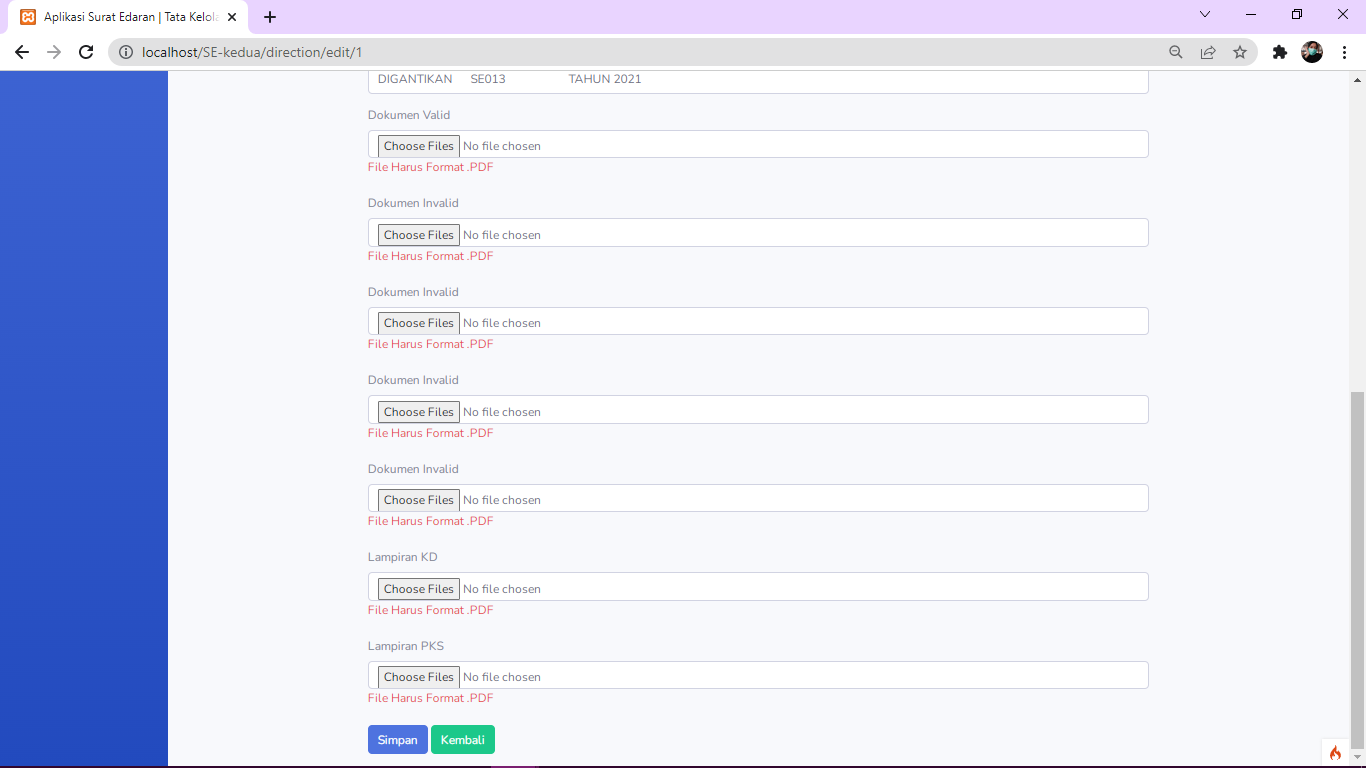 Aplikasi Surat Edaran | Tata Kelola
localhost/SE-kedua/direction/edit/1
DIGANTIKAN SE013 TAHUN 2021
Dokumen Valid
Choose Files No file chosen
File Harus Format .PDF
Dokumen Invalid
Choose Files No file chosen
File Harus Format .PDF
Dokumen Invalid
Choose Files No file chosen
File Harus Format .PDF
Dokumen Invalid
Choose Files No file chosen
File Harus Format .PDF
Dokumen Invalid
Choose Files No file chosen
File Harus Format .PDF
Lampiran KD
Choose Files No file chosen
File Harus Format .PDF
Lampiran PKS
Choose Files No file chosen
File Harus Format .PDF
Simpan Kembali